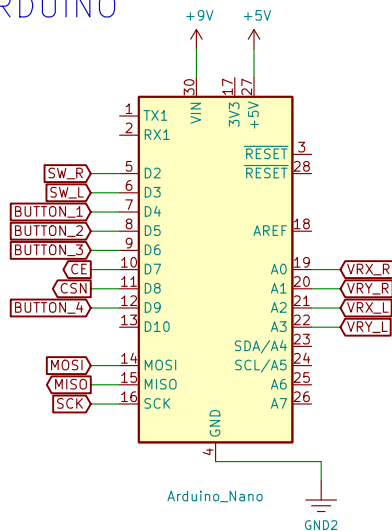 RDUINO
+9V +5V
30 17 27
VIN 3V3 +5V
1 TX1
2 RX1
RESET 3
SW_R 5 D2 RESET 28
SW_L 6 D3
BUTTON_1 7 D4
BUTTON_2 8 D5 AREF 18
BUTTON_3 9 D6
CE 10 D7 A0 19 VRX_R
CSN 11 D8 A1 20 VRY_R
BUTTON_4 12 D9 A2 21 VRX_L
13 D10 A3 22 VRY_L
SDA/A4 23
MOSI 14 MOSI SCL/A5 24
MISO 15 MISO A6 25
SCK 16 SCK A7 26
GND
4
Arduino_Nano
GND2